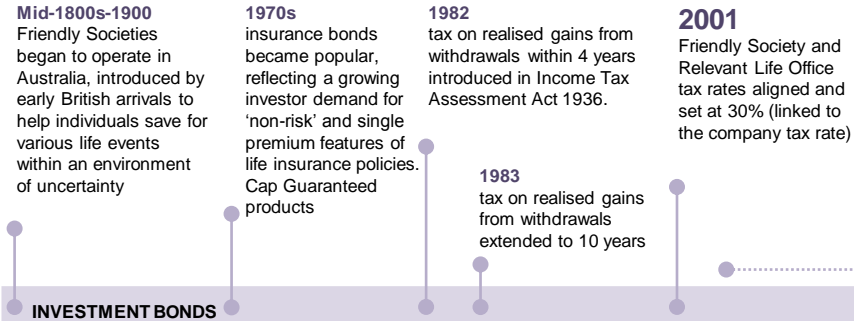 Mid-1800s-1900
Friendly Societies
began to operate in
Australia, introduced by
early British arrivals to
help individuals save for
various life events
within an environment
of uncertainty
1970s
insurance bonds
became popular,
reflecting a growing
investor demand for
‘non-risk’ and single
premium features of
life insurance policies.
Cap Guaranteed
products
1982
tax on realised gains from
withdrawals within 4 years
introduced in Income Tax
Assessment Act 1936.
1983
tax on realised gains
from withdrawals
extended to 10 years
2001
Friendly Society and
Relevant Life Office
tax rates aligned and
set at 30% (linked to
the company tax rate)
INVESTMENT BONDS